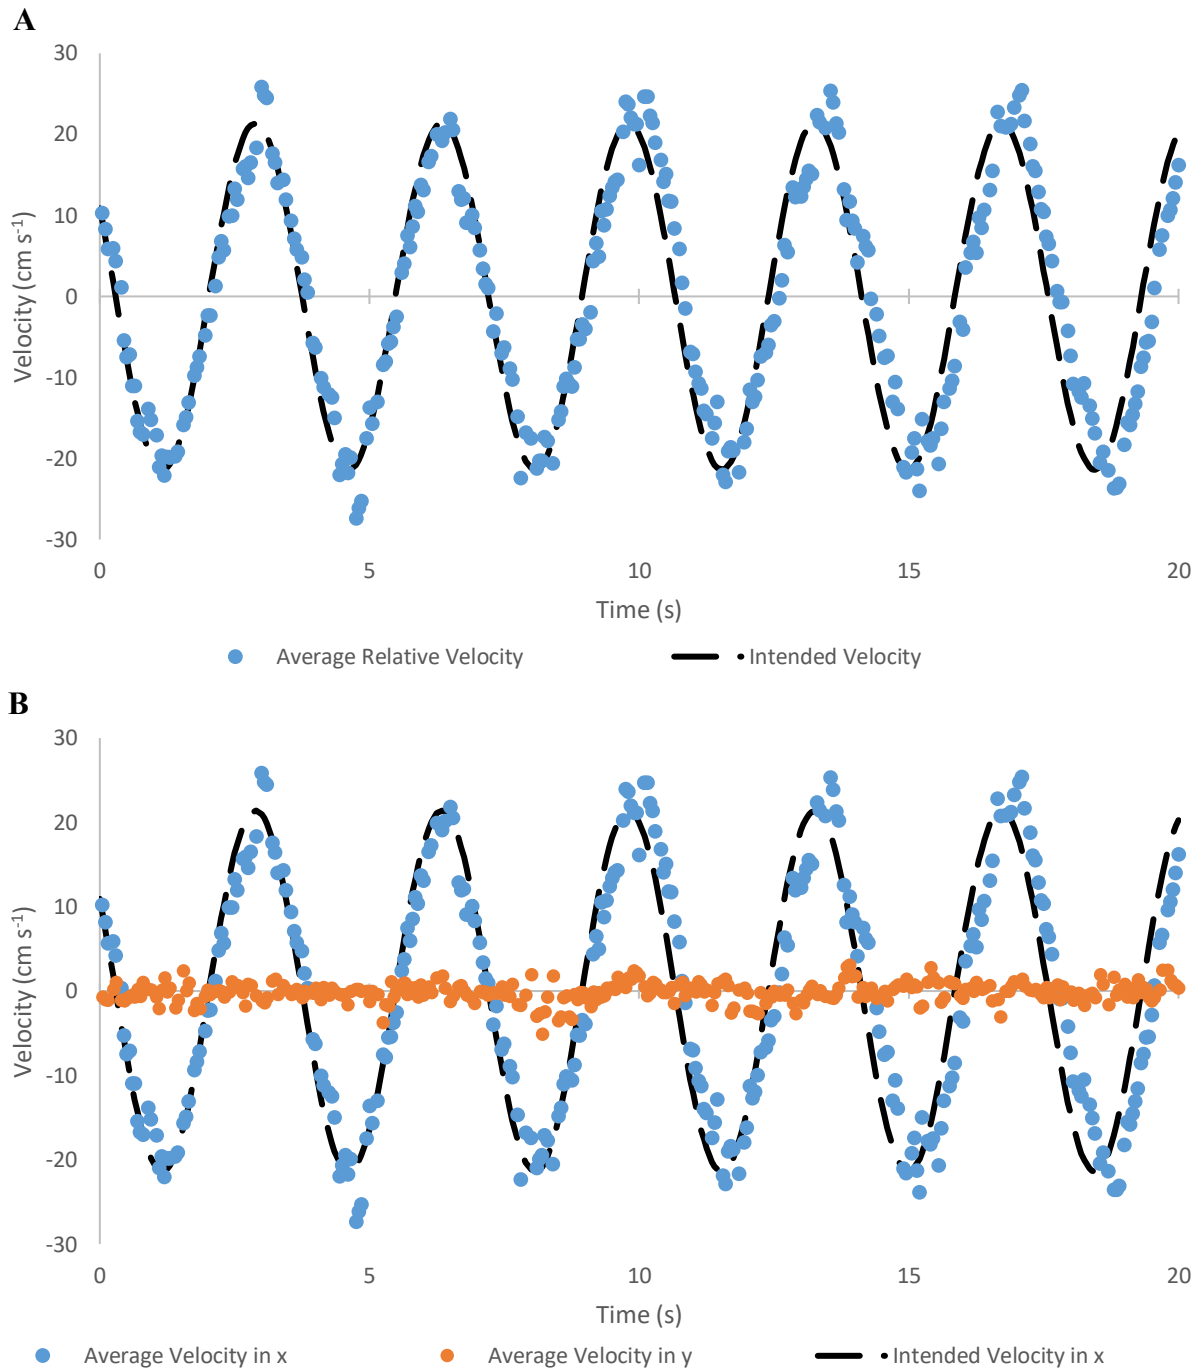 A
30
20
10
0
-10
-20
-30
Velocity (cm s-1)
0 5 10 15 20
Time (s)
Average Relative Velocity Intended Velocity
B
30
20
10
0
-10
-20
-30
Velocity (cm s-1)
0 5 10 15 20
Time (s)
Average Velocity in x Average Velocity in y Intended Velocity in x